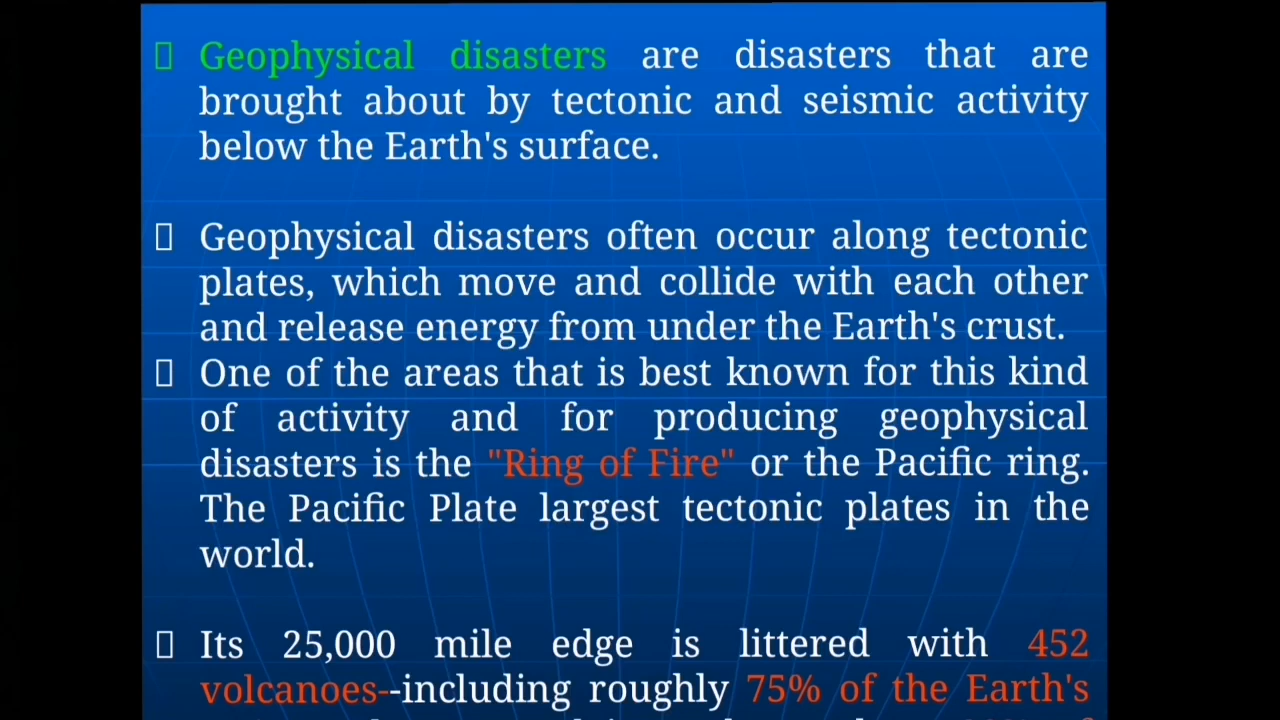 Geophysical disasters are disasters that are
brought about by tectonic and seismic activity
below the Earth's surface.
Geophysical disasters often occur along tectonic
plates, which move and collide with each other
and release energy from under the Earth's crust.
One of the areas that is best known for this kind
of activity and for producing geophysical
disasters is the "Ring of Fire" or the Pacific ring.
The Pacific Plate largest tectonic plates in the
world.
Its 25,000 mile edge is littered with 452
volcanoes--including roughly 75% of the Earth's